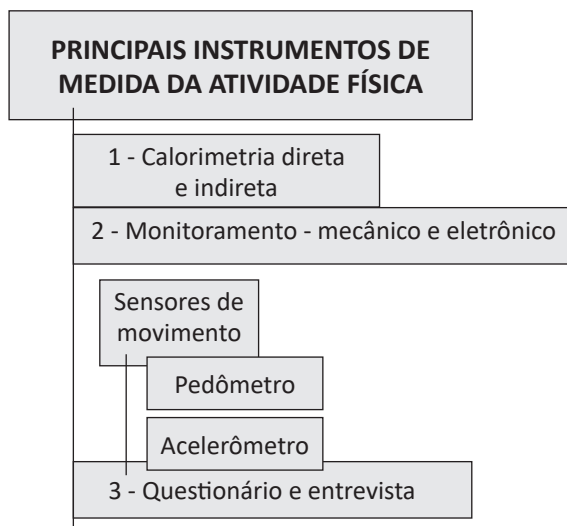 PRINCIPAIS INSTRUMENTOS DE
MEDIDA DA ATIVIDADE FÍSICA
1 - Calorimetria direta
e indireta
2 - Monitoramento - mecânico e eletrônico
Sensores de
movimento
Pedômetro
Acelerômetro
3 - Questionário e entrevista